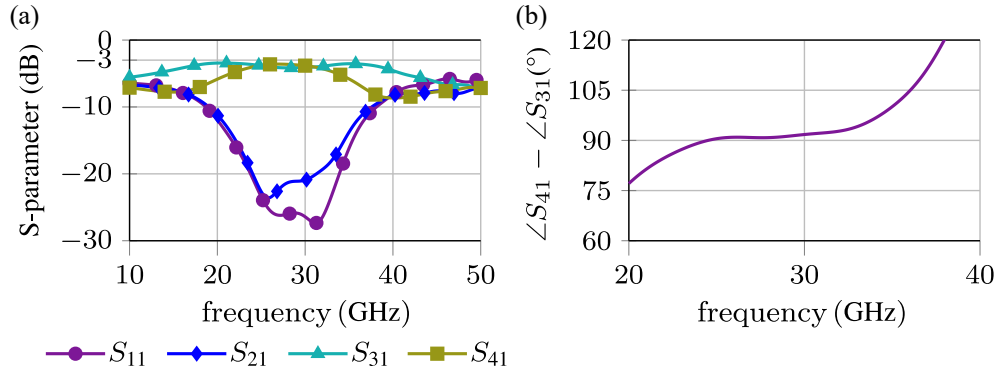 (a)
S-parameter (dB)
0
−3
−10
−20
−30
10 20 30 40 50
frequency (GHz)
S₁₁ S₂₁ S₃₁ S₄₁
(b)
∠S₄₁ − ∠S₃₁(°)
120
105
90
75
60
20 30 40
frequency (GHz)